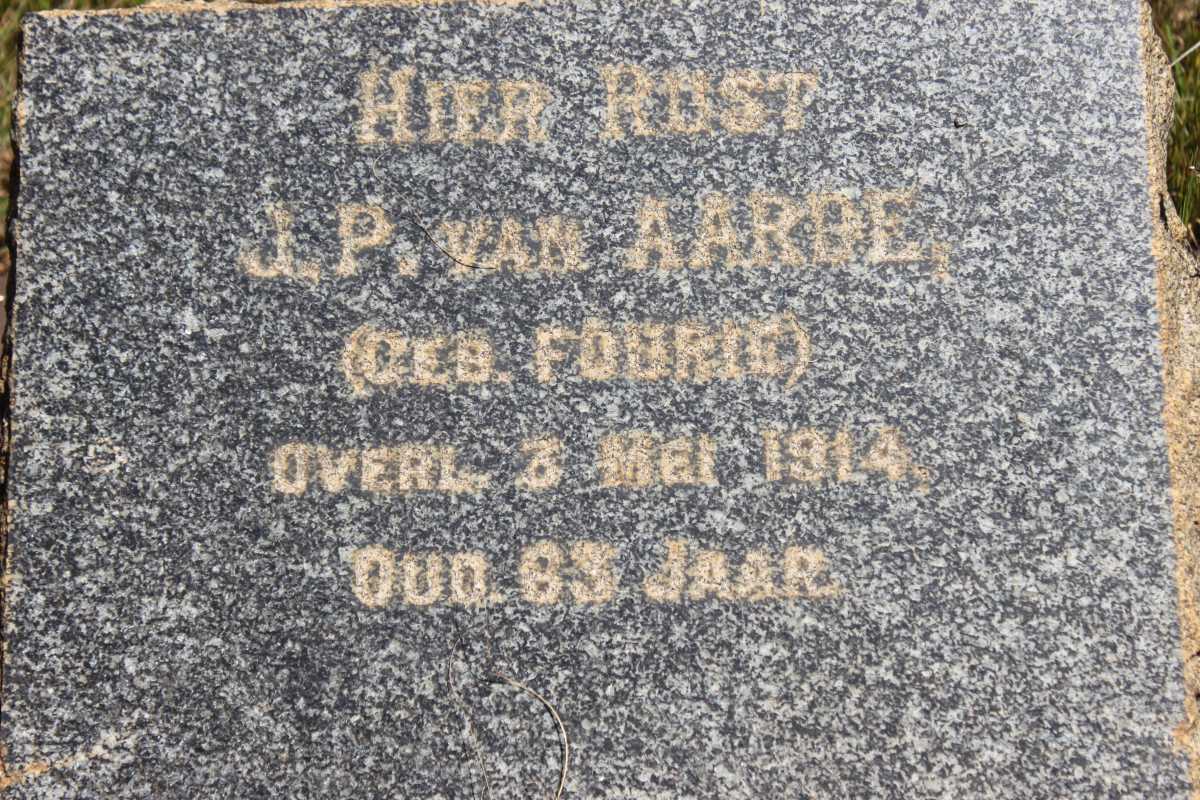 HIER RUST
J. P. VAN AARDE,
(GEB. FOURIE)
OVERL. 3 MEI 1914,
OUD. 83 JAAR.